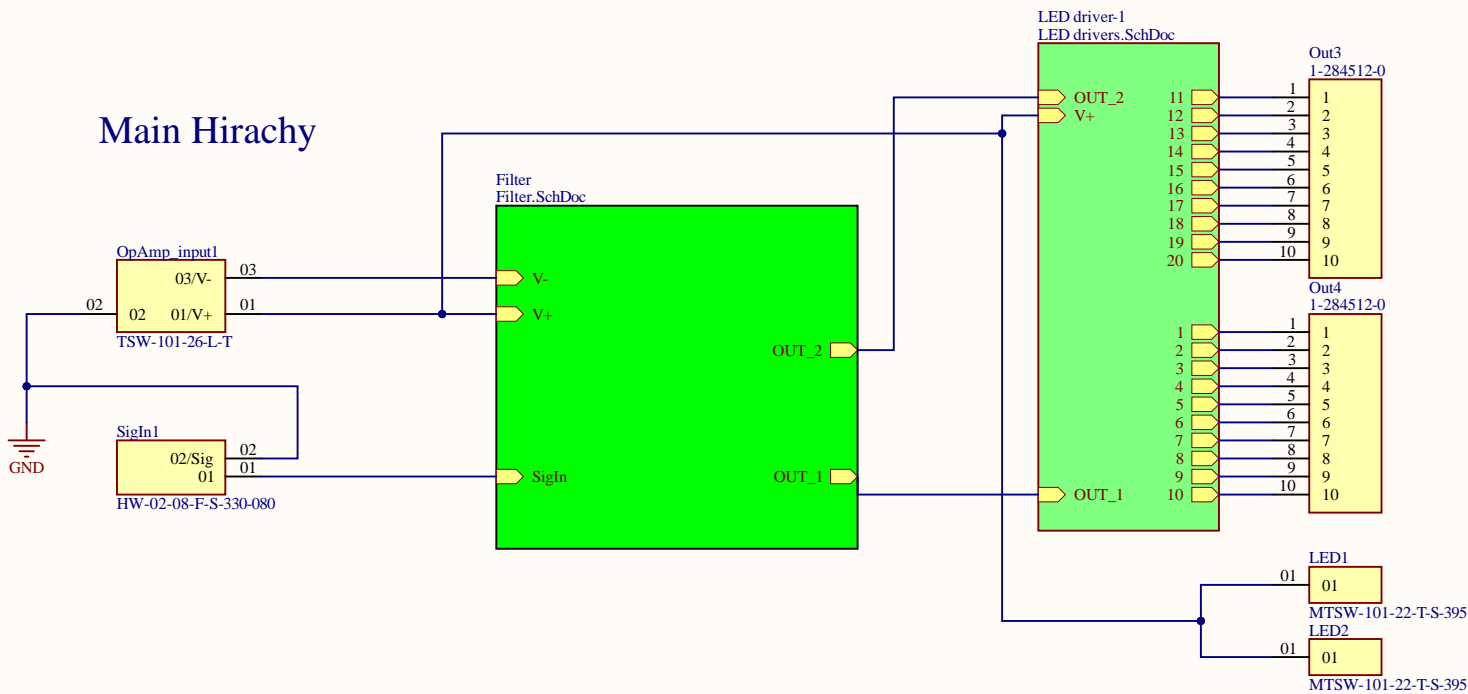 Main Hirachy
OpAmp_input1
03/V-
02
01/V+
03
01
02
TSW-101-26-L-T
GND
SigIn1
02/Sig
01
02
01
HW-02-08-F-S-330-080
Filter
Filter.SchDoc
V-
V+
OUT_2
SigIn
OUT_1
LED driver-1
LED drivers.SchDoc
OUT_2
V+
OUT_1
11
12
13
14
15
16
17
18
19
20
1
2
3
4
5
6
7
8
9
10
Out3
1-284512-0
1 1
2 2
3 3
4 4
5 5
6 6
7 7
8 8
9 9
10 10
Out4
1-284512-0
1 1
2 2
3 3
4 4
5 5
6 6
7 7
8 8
9 9
10 10
LED1
01 01
MTSW-101-22-T-S-395
LED2
01 01
MTSW-101-22-T-S-395